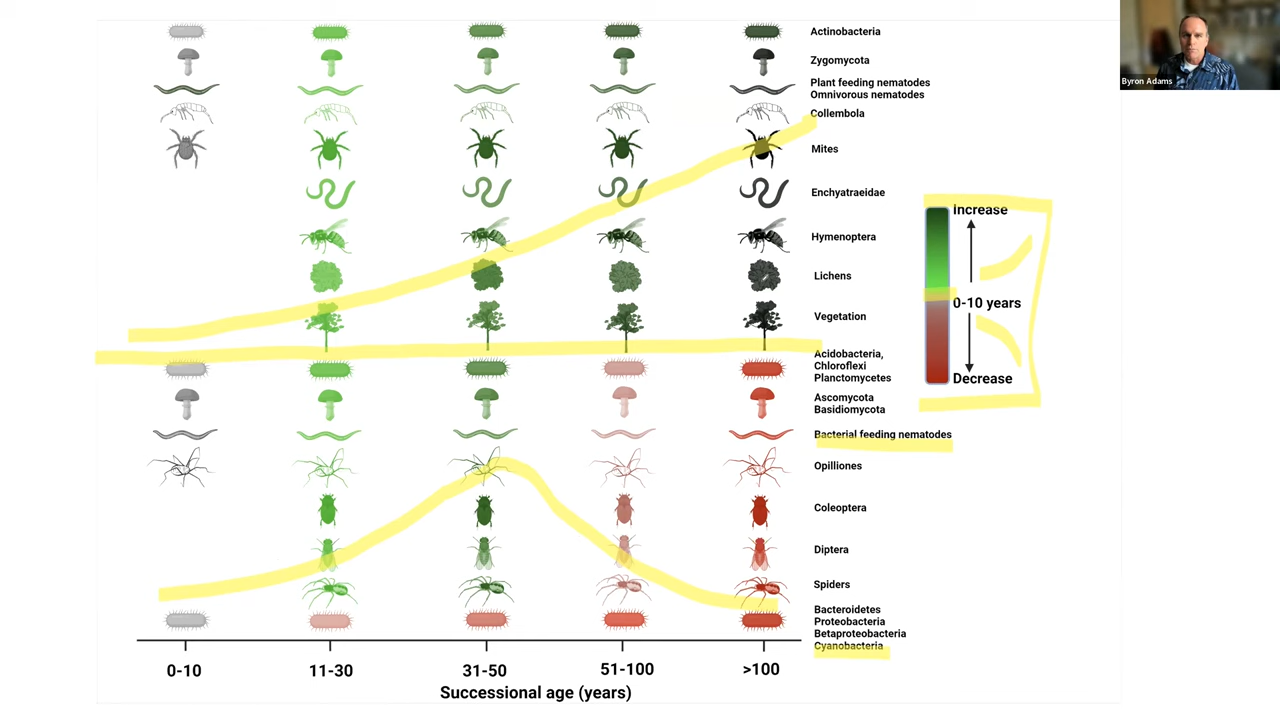 Actinobacteria
Byron Adams
Zygomycota
Plant feeding nematodes
Omnivorous nematodes
Collembola
Mites
Enchyatraeidae
Hymenoptera
Lichens
Vegetation
Increase
0-10 years
Decrease
Acidobacteria,
Chloroflexi
Planctomycetes
Ascomycota
Basidiomycota
Bacterial feeding nematodes
Opilliones
Coleoptera
Diptera
Spiders
Bacteroidetes
Proteobacteria
Betaproteobacteria
Cyanobacteria
0-10 11-30 31-50 51-100 >100
Successional age (years)